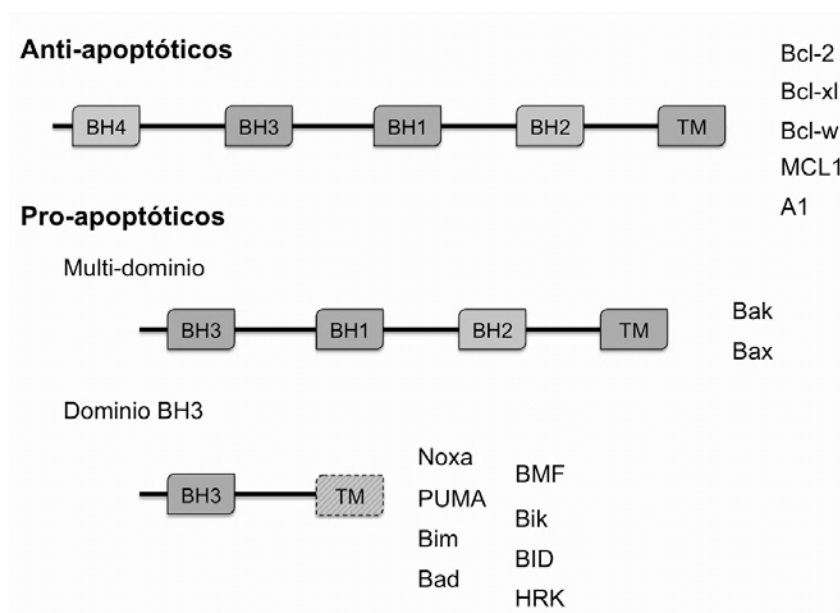 Anti-apoptóticos
BH4 BH3 BH1 BH2 TM
Bcl-2
Bcl-xl
Bcl-w
MCL1
A1
Pro-apoptóticos
Multi-dominio
BH3 BH1 BH2 TM
Bak
Bax
Dominio BH3
BH3 TM
Noxa
PUMA
Bim
Bad
BMF
Bik
BID
HRK